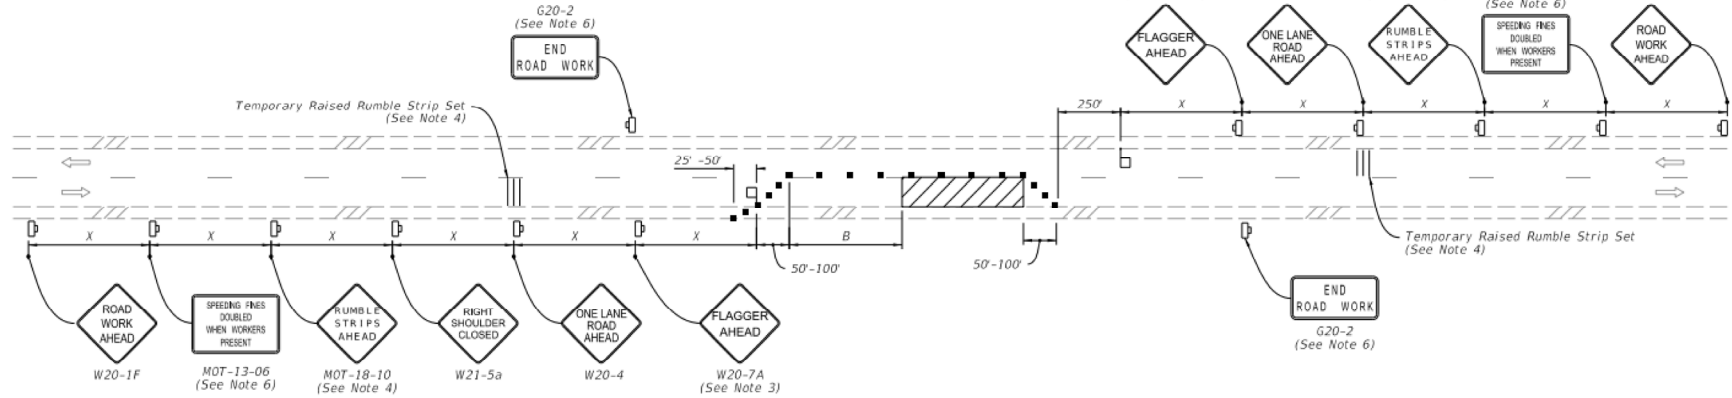 G20-2
(See Note 6)
END
ROAD WORK
Temporary Raised Rumble Strip Set
(See Note 4)
(See Note 6)
FLAGGER
AHEAD
ONE LANE
ROAD
AHEAD
RUMBLE
STRIPS
AHEAD
SPEEDING FINES
DOUBLED
WHEN WORKERS
PRESENT
ROAD
WORK
AHEAD
250'
X
X
X
X
X
25' -50'
X
X
X
X
X
X
B
50'-100'
50'-100'
Temporary Raised Rumble Strip Set
(See Note 4)
ROAD
WORK
AHEAD
W20-1F
SPEEDING FINES
DOUBLED
WHEN WORKERS
PRESENT
MOT-13-06
(See Note 6)
RUMBLE
STRIPS
AHEAD
MOT-18-10
(See Note 4)
RIGHT
SHOULDER
CLOSED
W21-5a
ONE LANE
ROAD
AHEAD
W20-4
FLAGGER
AHEAD
W20-7A
(See Note 3)
END
ROAD WORK
G20-2
(See Note 6)